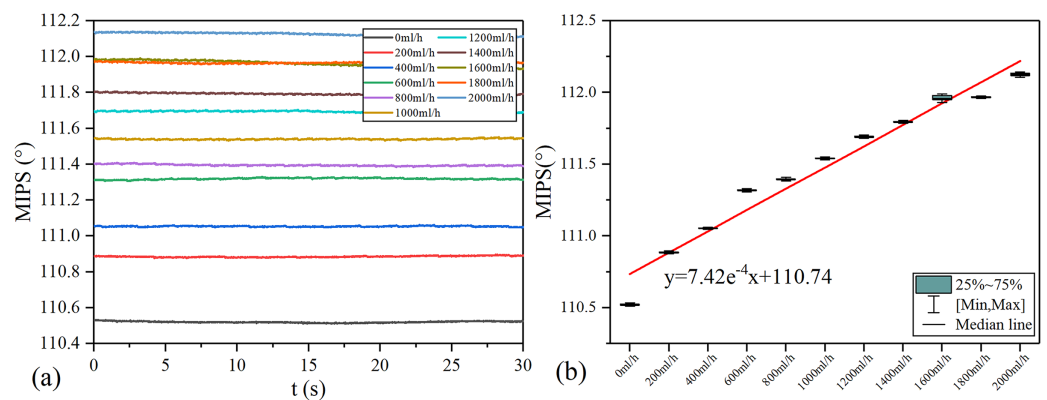 112.2
112.0
111.8
111.6
111.4
111.2
111.0
110.8
110.6
110.4
MIPS (°)
0ml/h
200ml/h
400ml/h
600ml/h
800ml/h
1000ml/h
1200ml/h
1400ml/h
1600ml/h
1800ml/h
2000ml/h
0 5 10 15 20 25 30
t (s)
(a)
112.5
112.0
111.5
111.0
110.5
MIPS(°)
y=7.42e⁻⁴x+110.74
25%~75%
[Min,Max]
Median line
0ml/h 200ml/h 400ml/h 600ml/h 800ml/h 1000ml/h 1200ml/h 1400ml/h 1600ml/h 1800ml/h 2000ml/h
(b)